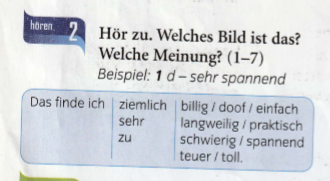 hören 2
Hör zu. Welches Bild ist das?
Welche Meinung? (1–7)
Beispiel: 1 d – sehr spannend
Das finde ich ziemlich billig / doof / einfach
sehr langweilig / praktisch
zu schwierig / spannend
teuer / toll.